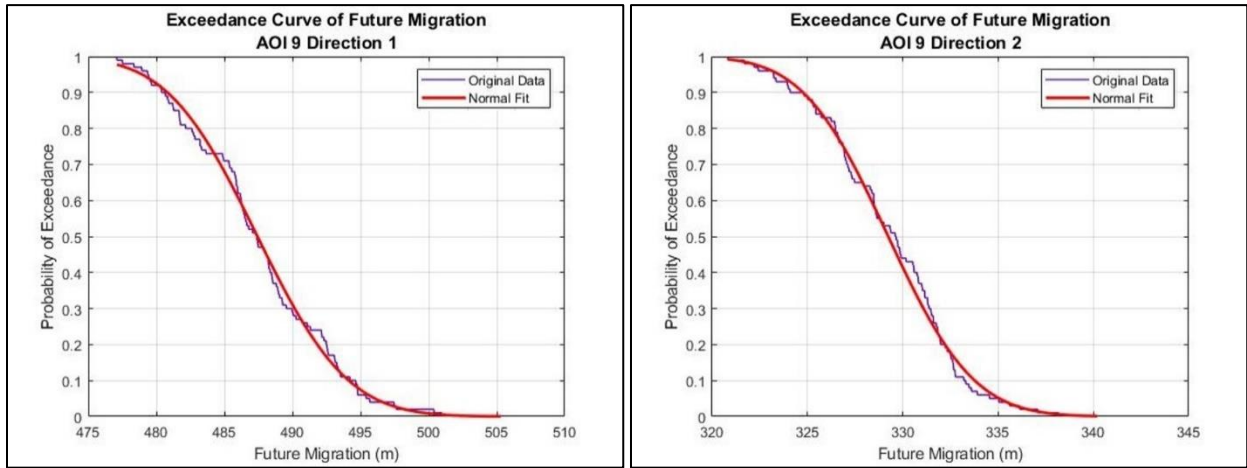 Exceedance Curve of Future Migration
AOI 9 Direction 1
Original Data
Normal Fit
Probability of Exceedance
1
0.9
0.8
0.7
0.6
0.5
0.4
0.3
0.2
0.1
0
475 480 485 490 495 500 505 510
Future Migration (m)
Exceedance Curve of Future Migration
AOI 9 Direction 2
Original Data
Normal Fit
Probability of Exceedance
1
0.9
0.8
0.7
0.6
0.5
0.4
0.3
0.2
0.1
0
320 325 330 335 340 345
Future Migration (m)